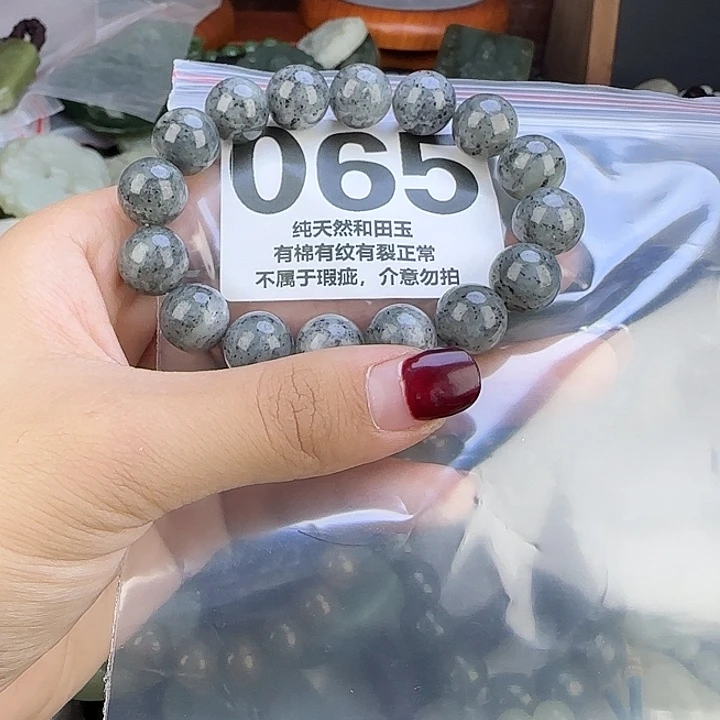 065
纯天然和田玉
有棉有纹有裂正常
不属于瑕疵，介意勿拍